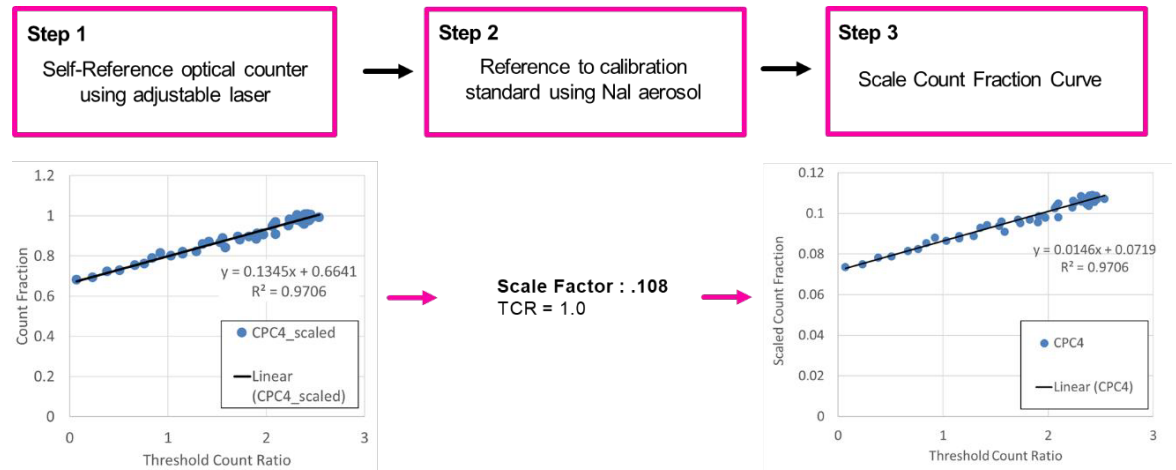 Step 1
Self-Reference optical counter
using adjustable laser
Step 2
Reference to calibration
standard using NaI aerosol
Step 3
Scale Count Fraction Curve
1.2
1
0.8
0.6
0.4
0.2
0
Count Fraction
y = 0.1345x + 0.6641
R² = 0.9706
CPC4_scaled
Linear
(CPC4_scaled)
0
1
2
3
Threshold Count Ratio
Scale Factor : .108
TCR = 1.0
0.12
0.1
0.08
0.06
0.04
0.02
0
Scaled Count Fraction
y = 0.0146x + 0.0719
R² = 0.9706
CPC4
Linear (CPC4)
0
1
2
3
Threshold Count Ratio